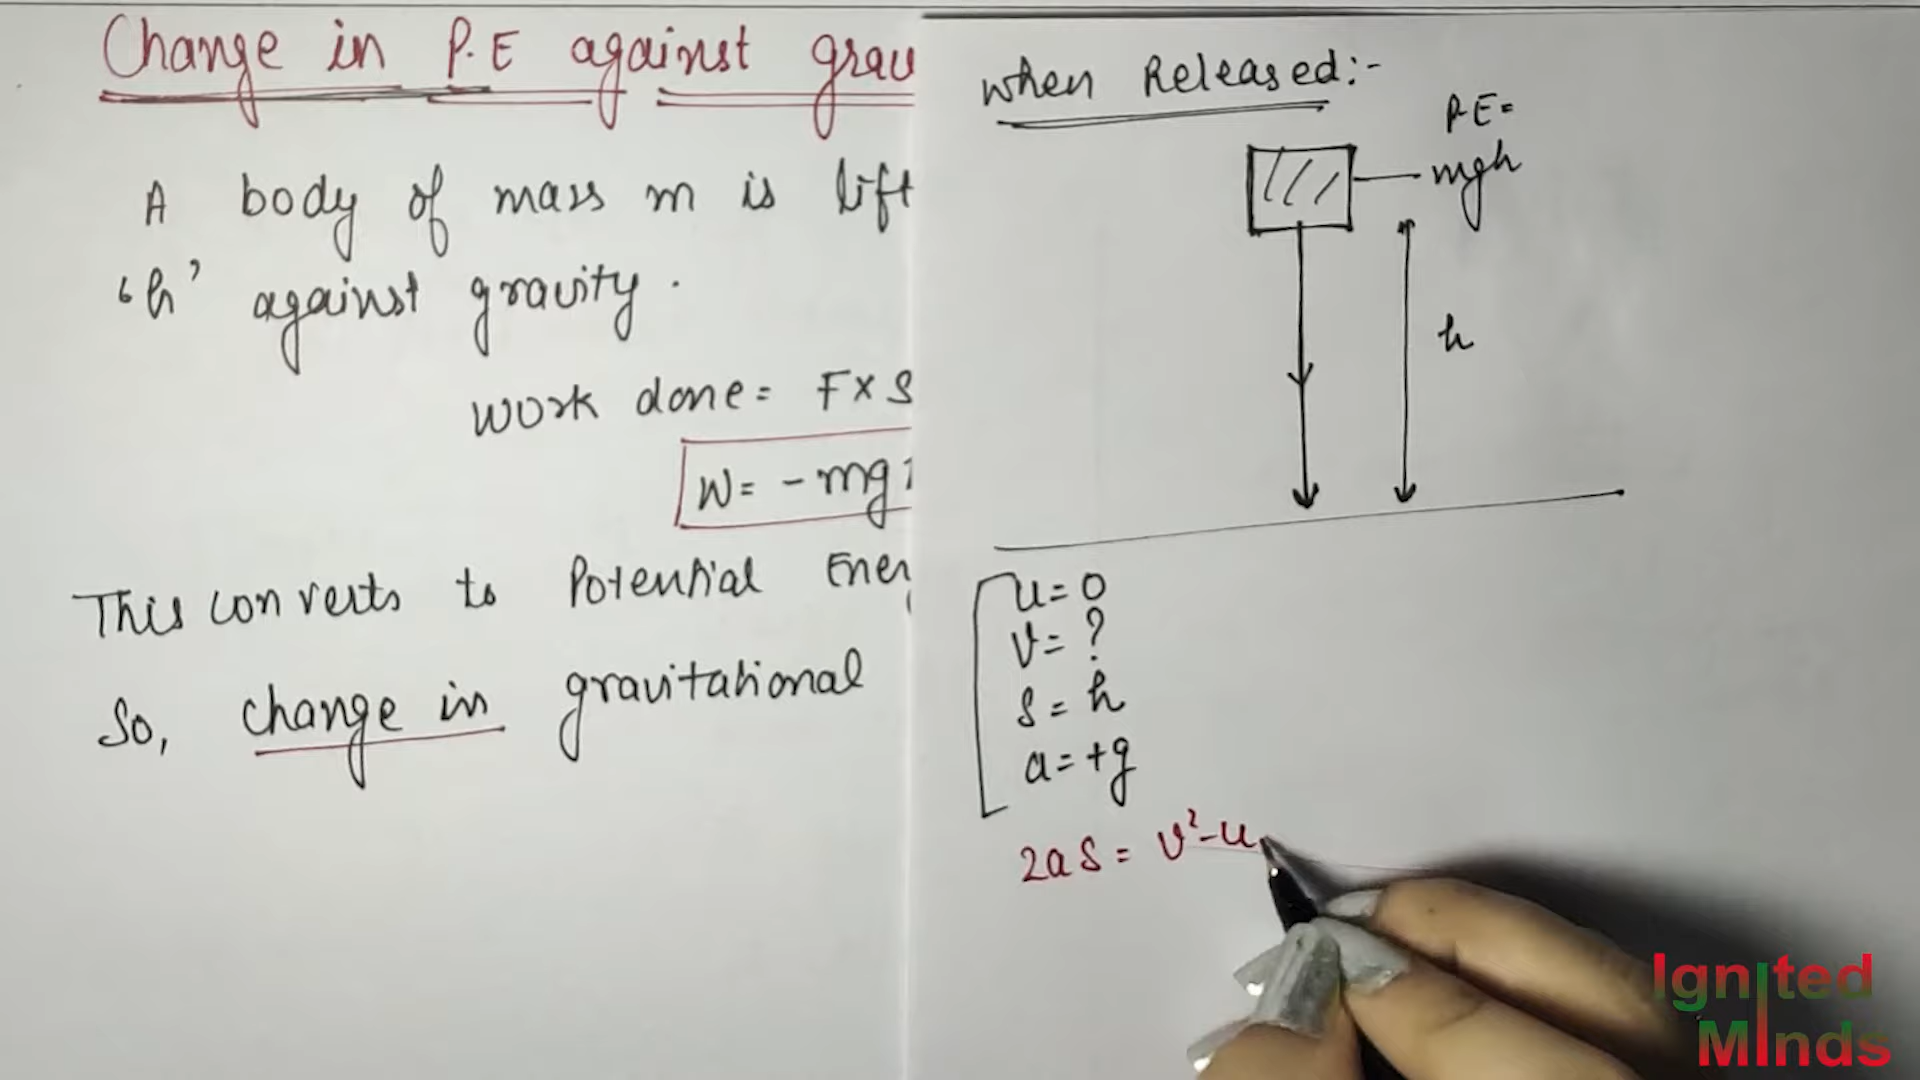 Change in P.E against grav
A body of mass m is lift
'h' against gravity.
Work done = F x S
W = - mg
This converts to Potential Ener
So, change in gravitational
When Released:-
P.E =
mgh
h
u = 0
v = ?
s = h
a = +g
2as = v² - u
Ignited
Minds